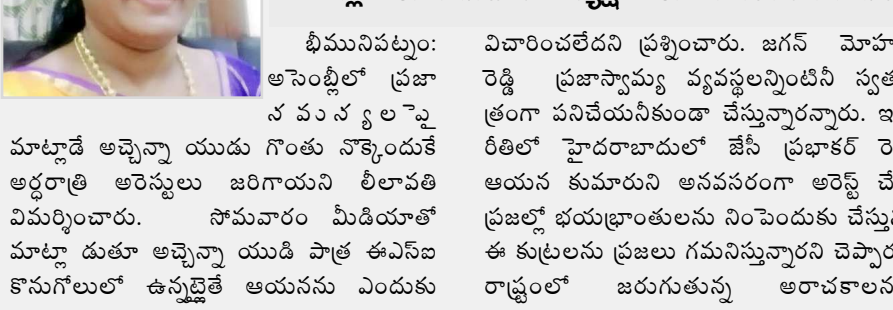 భీమునిపట్నం:
అసెంబ్లీలో ప్రజా
న మ న్య ల పై
మాట్లాడే అచ్చెన్నా యుడు గొంతు నొక్కెందుకే
అర్ధరాత్రి అరెస్టులు జరిగాయని లీలావతి
విమర్శించారు. సోమవారం మీడియాతో
మాట్లా డుతూ అచ్చెన్నా యుడి పాత్ర ఈఎస్ఐ
కొనుగోలులో ఉన్నట్లైతే ఆయనను ఎందుకు
విచారించలేదని ప్రశ్నించారు. జగన్ మోహ
రెడ్డి ప్రజాస్వామ్య వ్యవస్థలన్నింటినీ స్వత
త్రంగా పనిచేయనీకుండా చేస్తున్నారన్నారు. ఇ
రీతిలో హైదరాబాదులో జేసీ ప్రభాకర్ రె
ఆయన కుమారుని అనవసరంగా అరెస్ట్ చే
ప్రజల్లో భయభ్రాంతులను నింపెందుకు చేస్తు
ఈ కుట్రలను ప్రజలు గమనిస్తున్నారని చెప్పార
రాష్ట్రంలో జరుగుతున్న అరాచకాలన